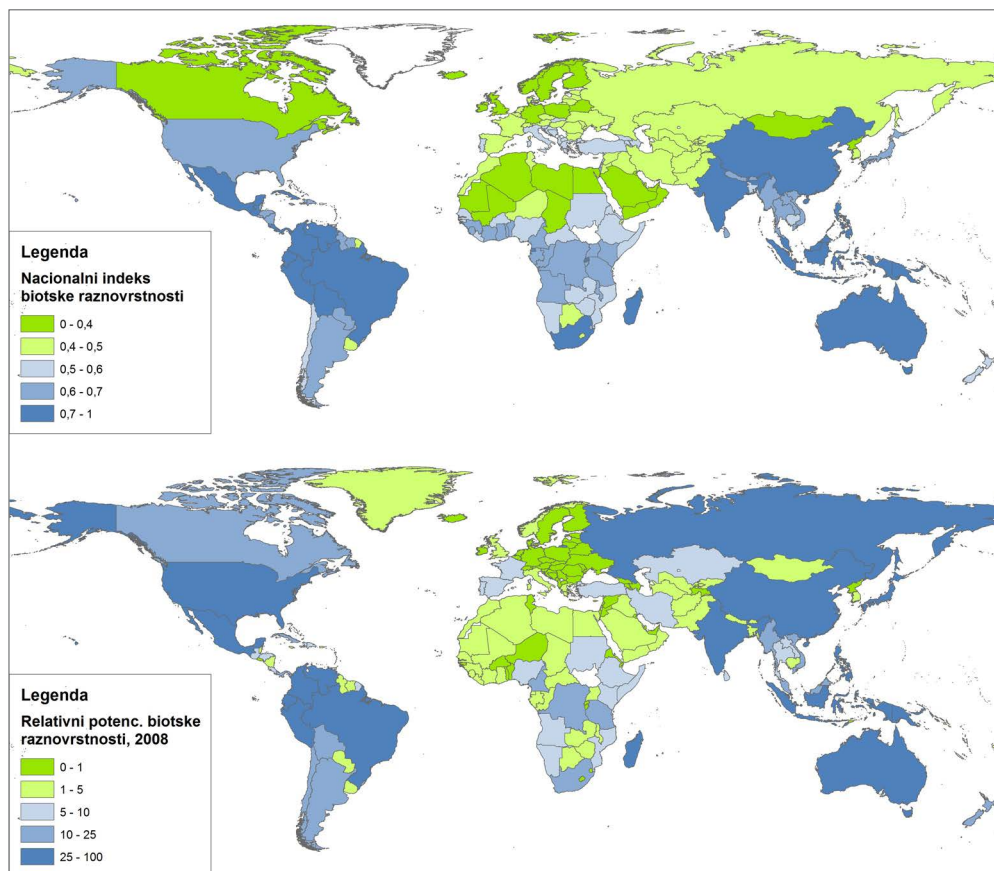 Legenda
Nacionalni indeks
biotske raznovrstnosti
0 - 0,4
0,4 - 0,5
0,5 - 0,6
0,6 - 0,7
0,7 - 1
Legenda
Relativni potenc. biotske
raznovrstnosti, 2008
0 - 1
1 - 5
5 - 10
10 - 25
25 - 100